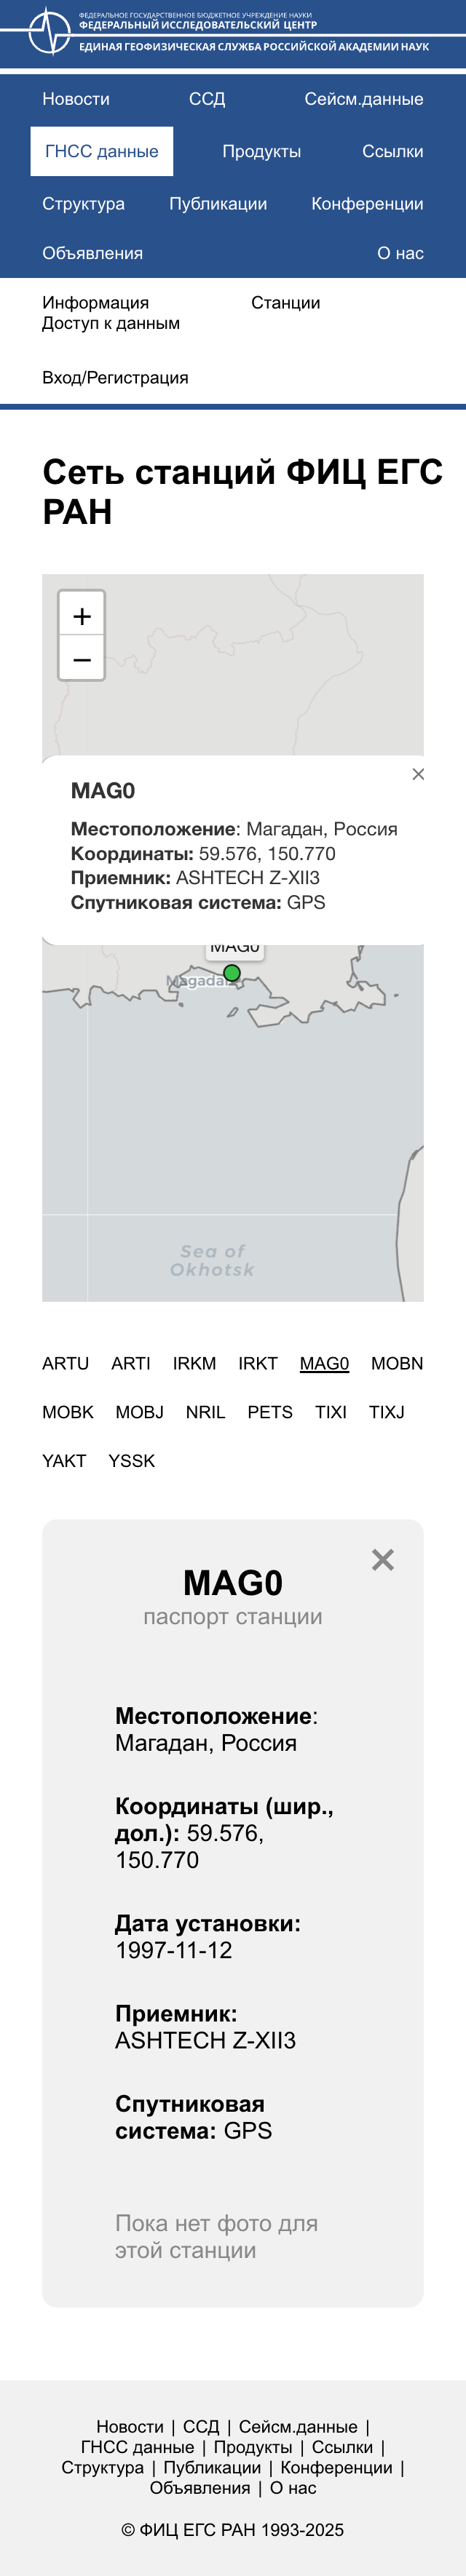 ФЕДЕРАЛЬНОЕ ГОСУДАРСТВЕННОЕ БЮДЖЕТНОЕ УЧРЕЖДЕНИЕ НАУКИ
ФЕДЕРАЛЬНЫЙ ИССЛЕДОВАТЕЛЬСКИЙ ЦЕНТР
ЕДИНАЯ ГЕОФИЗИЧЕСКАЯ СЛУЖБА РОССИЙСКОЙ АКАДЕМИИ НАУК
Новости ССД Сейсм.данные
ГНСС данные Продукты Ссылки
Структура Публикации Конференции
Объявления О нас
Информация Станции
Доступ к данным
Вход/Регистрация
Сеть станций ФИЦ ЕГС
РАН
+
−
×
MAG0
Местоположение: Магадан, Россия
Координаты: 59.576, 150.770
Приемник: ASHTECH Z-XII3
Спутниковая система: GPS
MAG0
Magadan
Sea of
Okhotsk
ARTU ARTI IRKM IRKT MAG0 MOBN
MOBK MOBJ NRIL PETS TIXI TIXJ
YAKT YSSK
×
MAG0
паспорт станции
Местоположение:
Магадан, Россия
Координаты (шир.,
дол.): 59.576,
150.770
Дата установки:
1997-11-12
Приемник:
ASHTECH Z-XII3
Спутниковая
система: GPS
Пока нет фото для
этой станции
Новости | ССД | Сейсм.данные |
ГНСС данные | Продукты | Ссылки |
Структура | Публикации | Конференции |
Объявления | О нас
© ФИЦ ЕГС РАН 1993-2025